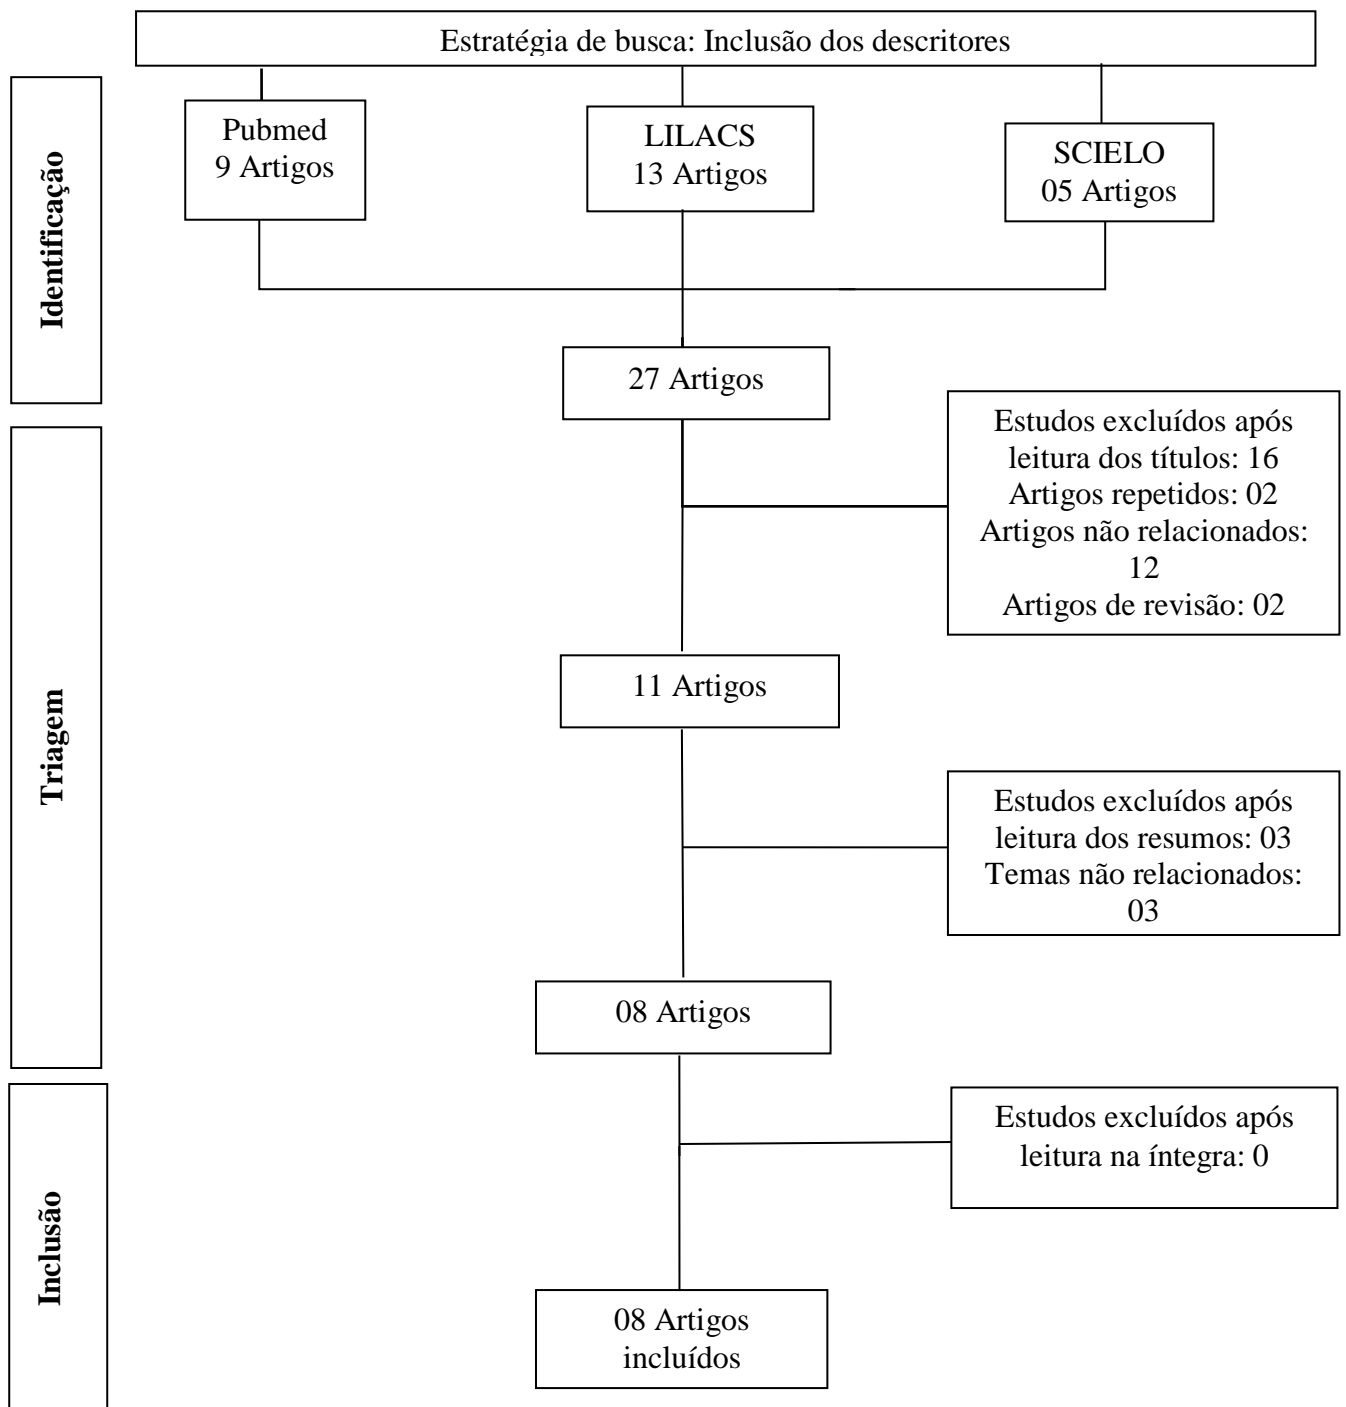 Estratégia de busca: Inclusão dos descritores
Identificação
Pubmed
9 Artigos
LILACS
13 Artigos
SCIELO
05 Artigos
27 Artigos
Triagem
Estudos excluídos após
leitura dos títulos: 16
Artigos repetidos: 02
Artigos não relacionados:
12
Artigos de revisão: 02
11 Artigos
Estudos excluídos após
leitura dos resumos: 03
Temas não relacionados:
03
08 Artigos
Inclusão
Estudos excluídos após
leitura na íntegra: 0
08 Artigos
incluídos